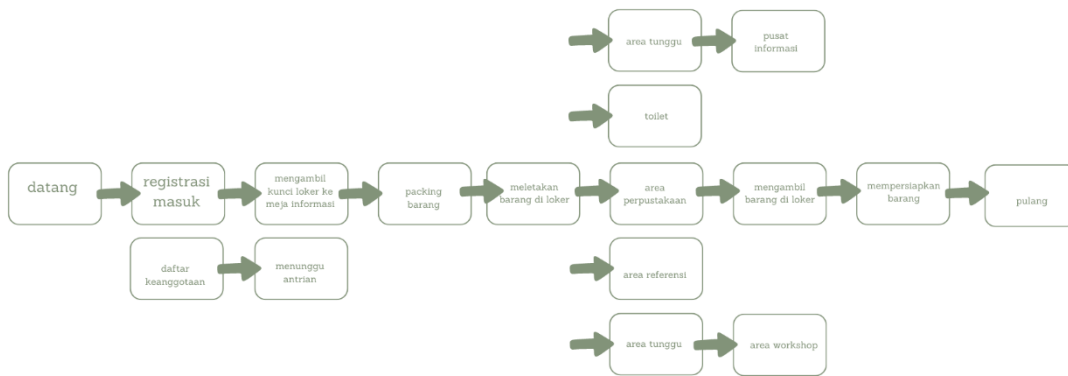 area tunggu
pusat
informasi
toilet
datang
registrasi
masuk
mengambil
kunci loker ke
meja informasi
packing
barang
meletakan
barang di loker
area
perpustakaan
mengambil
barang di loker
mempersiapkan
barang
pulang
daftar
keanggotaan
menunggu
antrian
area referensi
area tunggu
area workshop